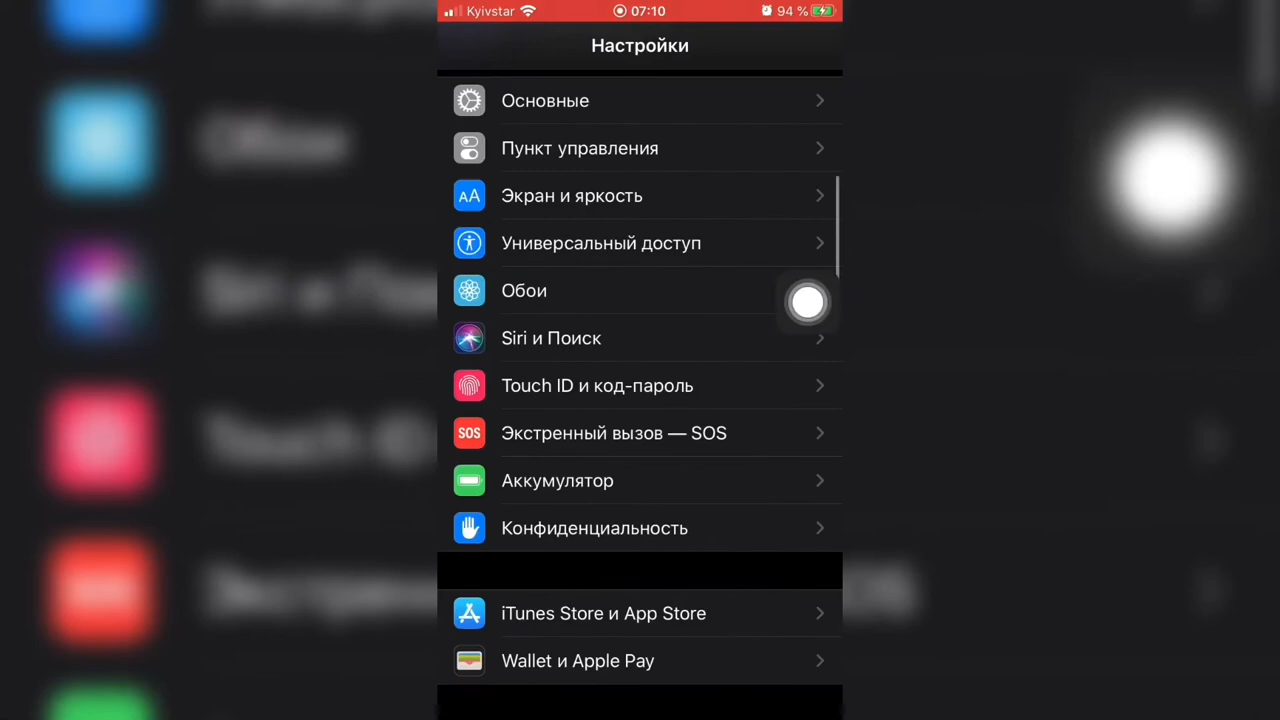 Kyivstar 07:10 94 %
Настройки
Основные
Пункт управления
AA Экран и яркость
Универсальный доступ
Обои
Siri и Поиск
Touch ID и код-пароль
SOS Экстренный вызов — SOS
Аккумулятор
Конфиденциальность
iTunes Store и App Store
Wallet и Apple Pay